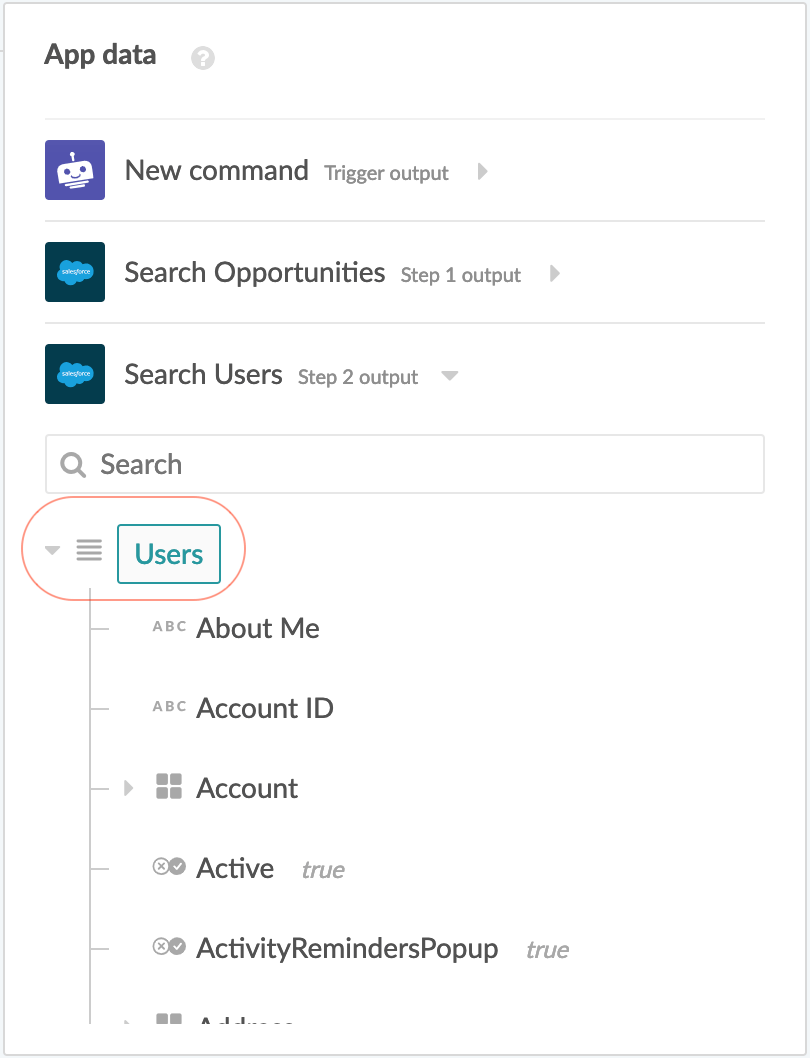 App data ?
New command Trigger output
salesforce
Search Opportunities Step 1 output
salesforce
Search Users Step 2 output
Search
Users
ABC About Me
ABC Account ID
Account
Active true
ActivityRemindersPopup true